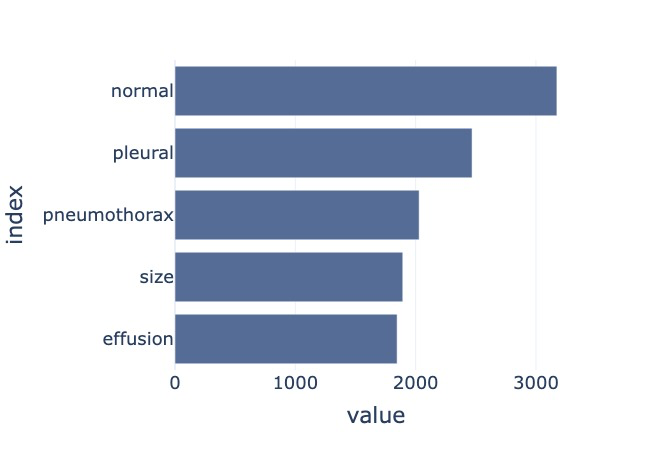 normal
pleural
pneumothorax
size
effusion
index
0 1000 2000 3000
value